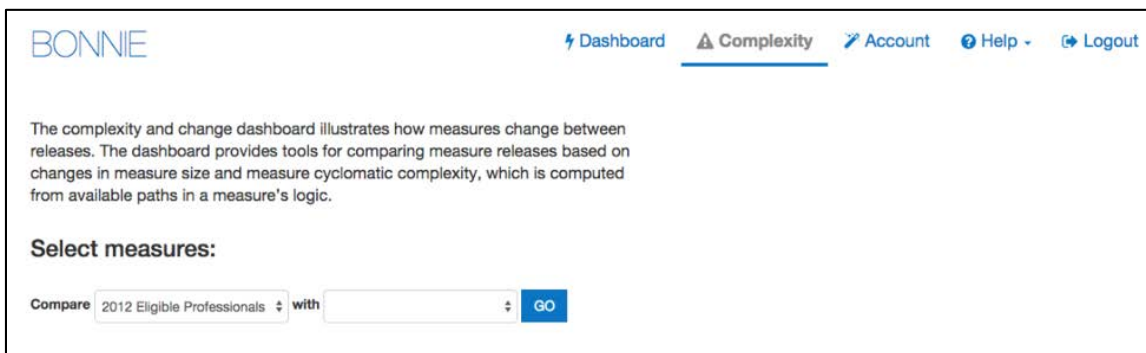 BONNIE Dashboard Complexity Account Help Logout
The complexity and change dashboard illustrates how measures change between
releases. The dashboard provides tools for comparing measure releases based on
changes in measure size and measure cyclomatic complexity, which is computed
from available paths in a measure's logic.
Select measures:
Compare 2012 Eligible Professionals with GO